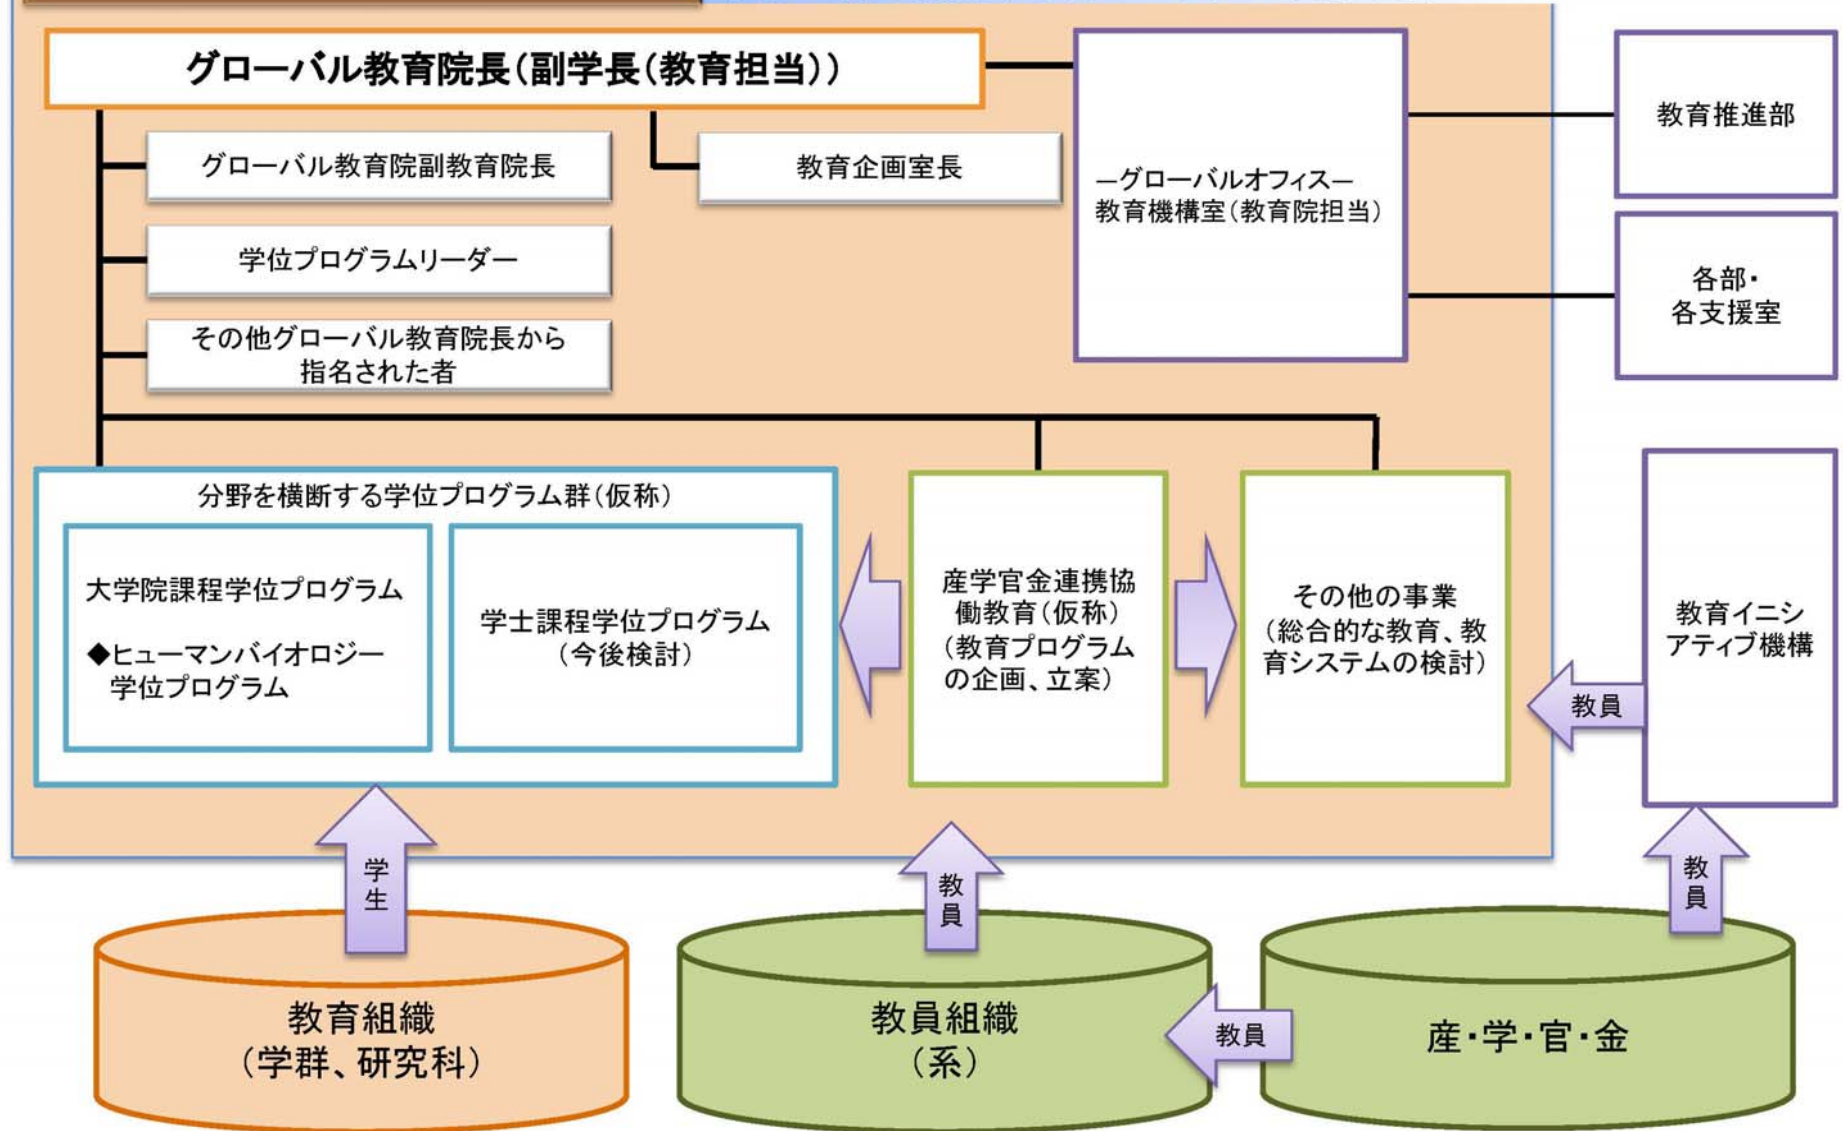 グローバル教育院長（副学長（教育担当））
グローバル教育院副教育院長
教育企画室長
学位プログラムリーダー
その他グローバル教育院長から
指名された者
―グローバルオフィス―
教育機構室（教育院担当）
教育推進部
各部・
各支援室
分野を横断する学位プログラム群（仮称）
大学院課程学位プログラム
◆ヒューマンバイオロジー
学位プログラム
学士課程学位プログラム
（今後検討）
産学官金連携協
働教育（仮称）
（教育プログラム
の企画、立案）
その他の事業
（総合的な教育、教
育システムの検討）
教育イニシ
アティブ機構
教員
学
生
教
員
教
員
教育組織
（学群、研究科）
教員組織
（系）
教員
産・学・官・金